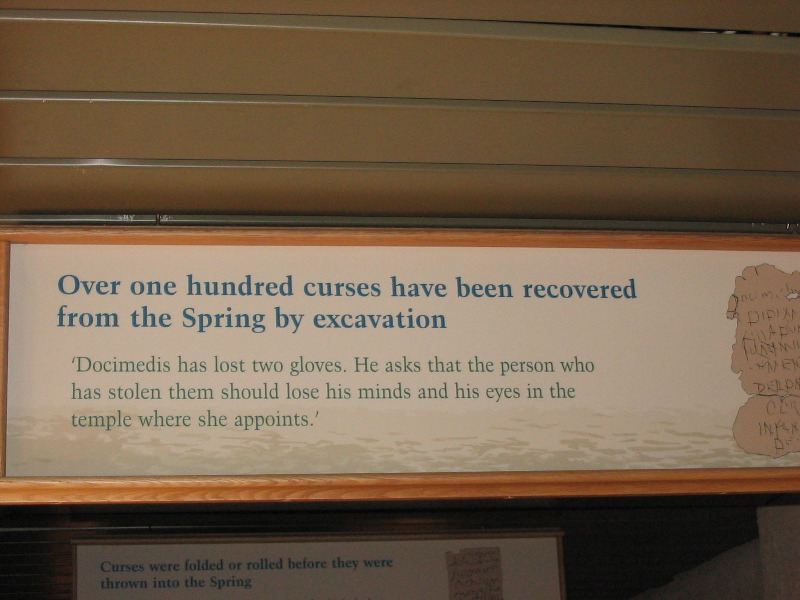 Over one hundred curses have been recovered
from the Spring by excavation
'Docimedis has lost two gloves. He asks that the person who
has stolen them should lose his minds and his eyes in the
temple where she appoints.'
Curses were folded or rolled before they were
thrown into the Spring